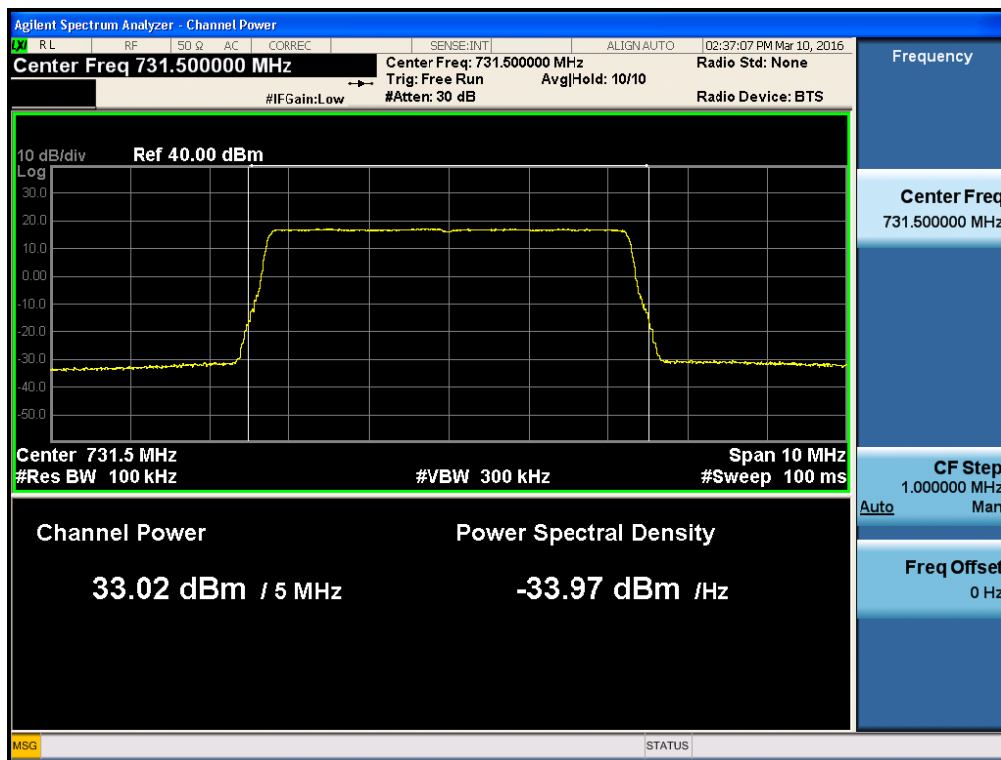 Agilent Spectrum Analyzer - Channel Power
LXI RL RF 50 Ω AC CORREC SENSE:INT ALIGN AUTO 02:37:07 PM Mar 10, 2016
Center Freq 731.500000 MHz
Center Freq: 731.500000 MHz Radio Std: None
Trig: Free Run Avg|Hold: 10/10
#IFGain:Low #Atten: 30 dB Radio Device: BTS
10 dB/div Ref 40.00 dBm
Log
30.0
20.0
10.0
0.00
-10.0
-20.0
-30.0
-40.0
-50.0
Center 731.5 MHz Span 10 MHz
#Res BW 100 kHz #VBW 300 kHz #Sweep 100 ms
Channel Power Power Spectral Density
33.02 dBm / 5 MHz -33.97 dBm /Hz
MSG STATUS
Frequency
Center Freq
731.500000 MHz
CF Step
1.000000 MHz
Auto Man
Freq Offset
0 Hz